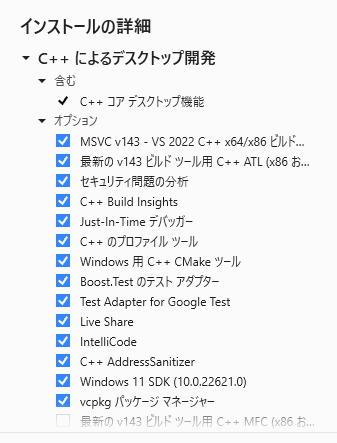 インストールの詳細
C++ によるデスクトップ開発
含む
C++ コア デスクトップ機能
オプション
MSVC v143 - VS 2022 C++ x64/x86 ビルド...
最新の v143 ビルド ツール用 C++ ATL (x86 お...
セキュリティ問題の分析
C++ Build Insights
Just-In-Time デバッガー
C++ のプロファイル ツール
Windows 用 C++ CMake ツール
Boost.Test のテスト アダプター
Test Adapter for Google Test
Live Share
IntelliCode
C++ AddressSanitizer
Windows 11 SDK (10.0.22621.0)
vcpkg パッケージ マネージャー
最新の v143 ビルド ツール用 C++ MFC (x86 お...